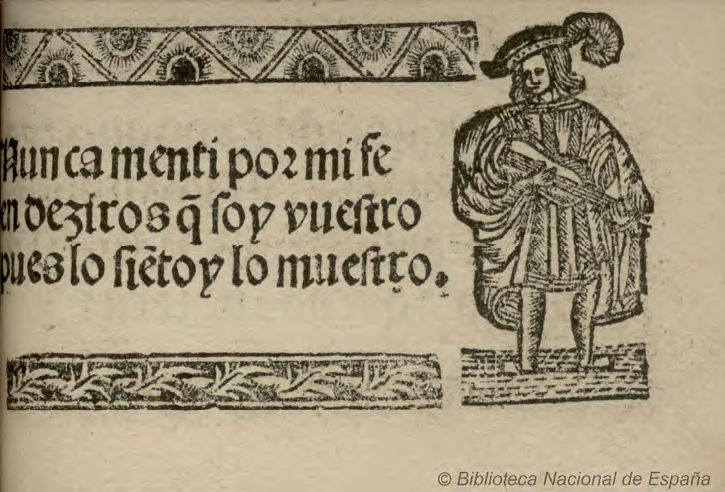 Nunca menti por mi fe
en deziros q̃ soy vuestro
pues lo siẽto y lo muestro.
© Biblioteca Nacional de España